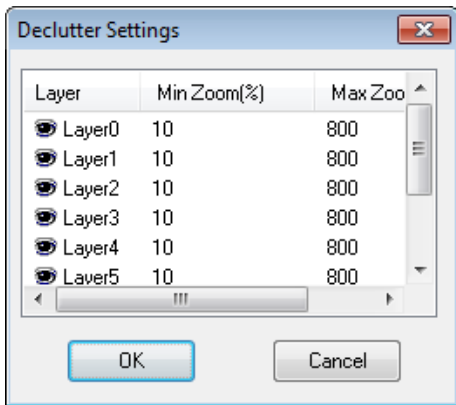 Declutter Settings
Layer Min Zoom(%) Max Zoo
Layer0 10 800
Layer1 10 800
Layer2 10 800
Layer3 10 800
Layer4 10 800
Layer5 10 800
OK Cancel